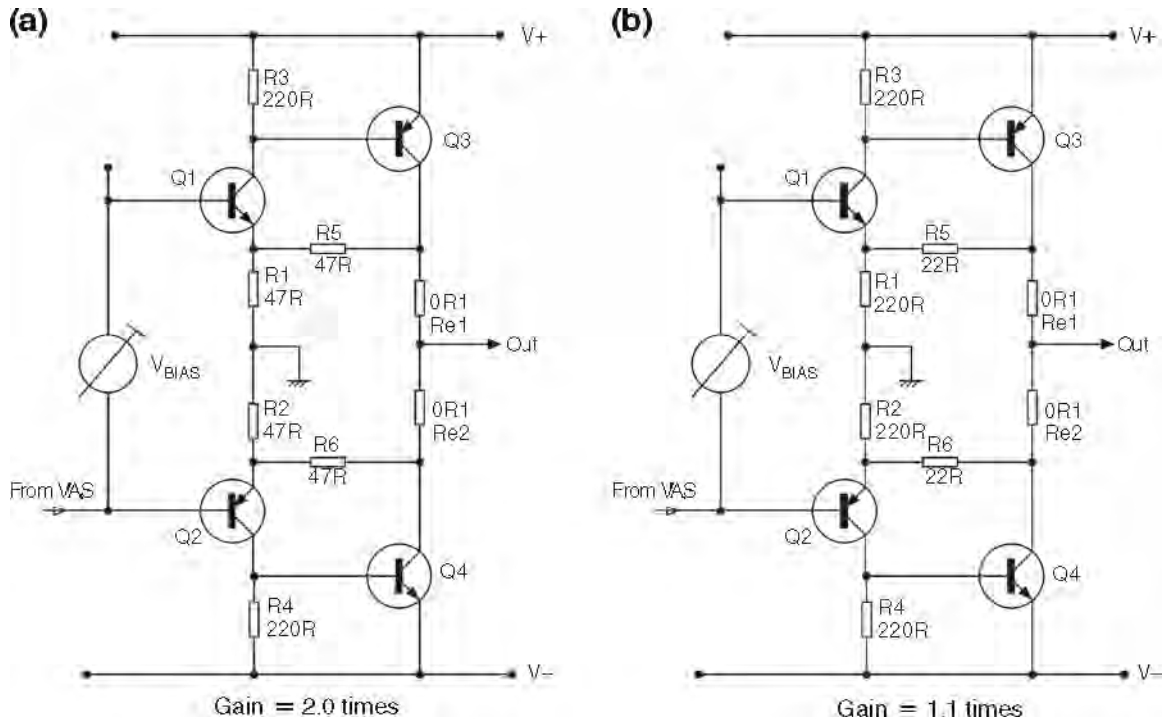 (a)
V+
R3
220R
Q3
Q1
R5
47R
R1
47R
0R1
Re1
Out
VBIAS
R2
47R
0R1
Re2
R6
47R
From VAS
Q2
Q4
R4
220R
V–
Gain = 2.0 times
(b)
V+
R3
220R
Q3
Q1
R5
22R
R1
220R
0R1
Re1
Out
VBIAS
R2
220R
0R1
Re2
R6
22R
From VAS
Q2
Q4
R4
220R
V–
Gain = 1.1 times